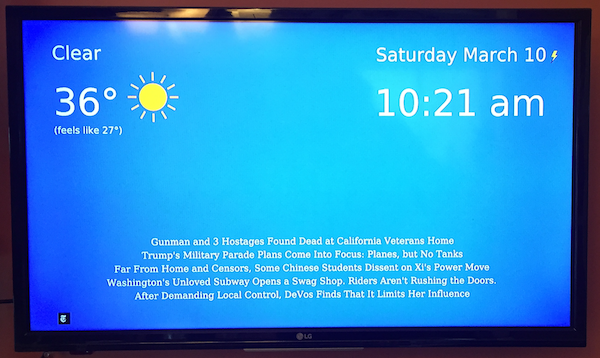 Clear
Saturday March 10
36°
10:21 am
(feels like 27°)
Gunman and 3 Hostages Found Dead at California Veterans Home
Trump's Military Parade Plans Come Into Focus: Planes, but No Tanks
Far From Home and Censors, Some Chinese Students Dissent on Xi's Power Move
Washington's Unloved Subway Opens a Swag Shop. Riders Aren't Rushing the Doors.
After Demanding Local Control, DeVos Finds That It Limits Her Influence
LG